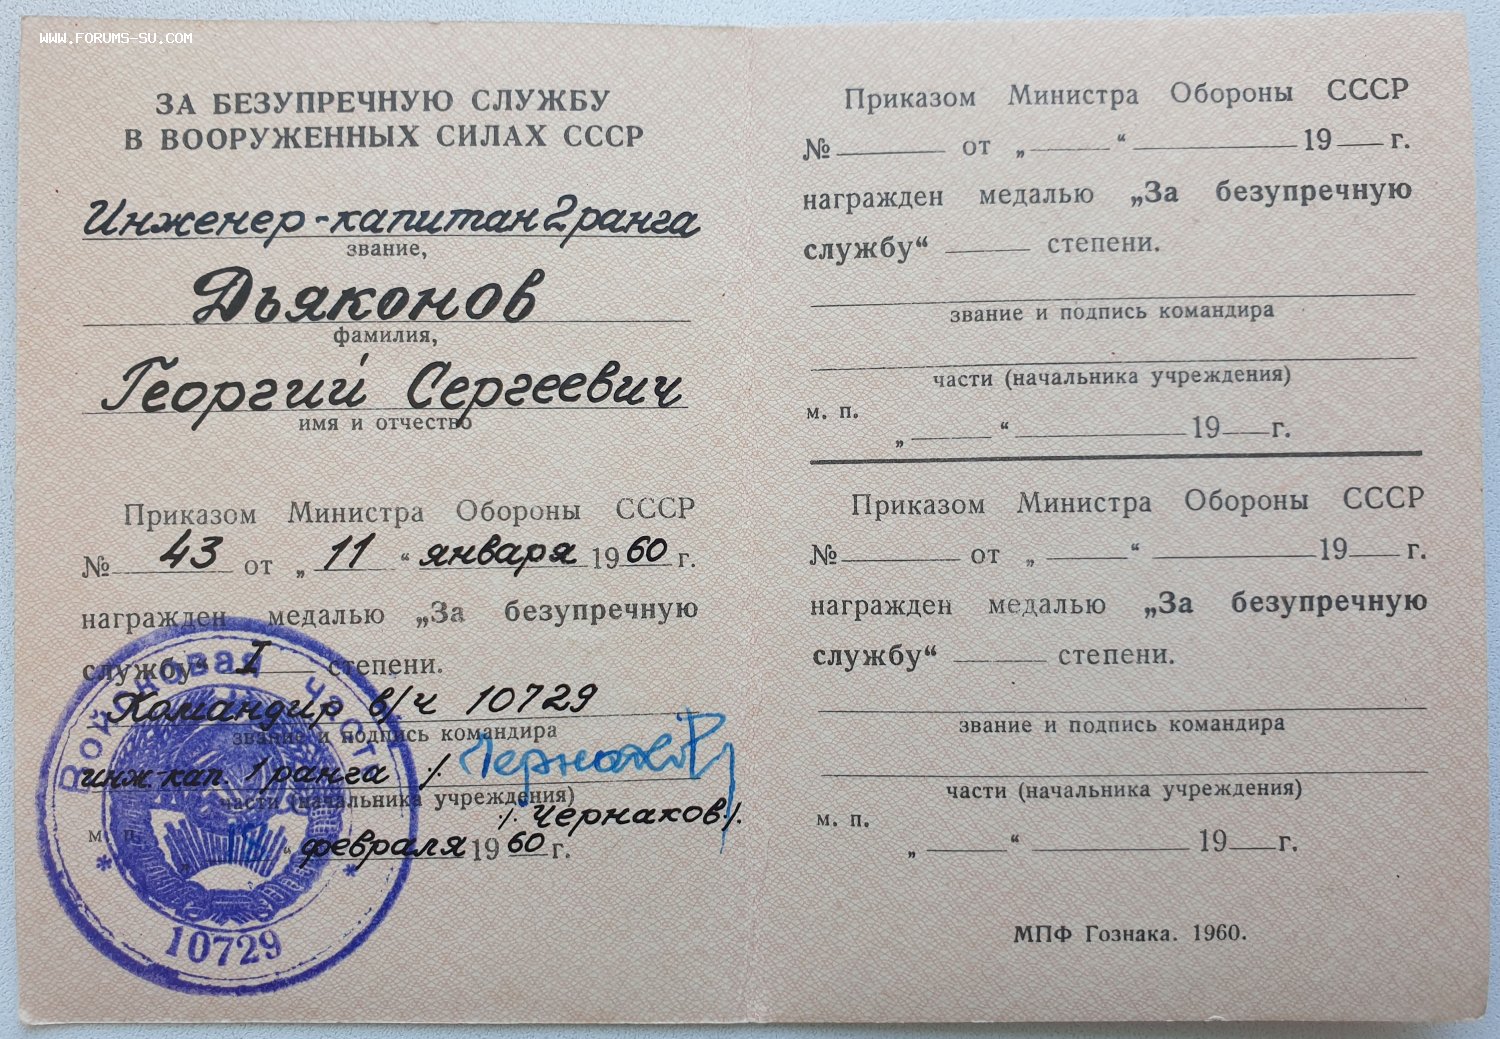 WWW.FORUMS-SU.COM
ЗА БЕЗУПРЕЧНУЮ СЛУЖБУ
В ВООРУЖЕННЫХ СИЛАХ СССР
Инженер-капитан 2 ранга
звание,
Дьяконов
фамилия,
Георгий Сергеевич
имя и отчество
Приказом Министра Обороны СССР
№ 43 от „ 11 “ января 1960 г.
награжден медалью „За безупречную
службу“ I степени.
Командир в/ч 10729
звание и подпись командира
инж-кап. 1 ранга /. Чернаков
части (начальника учреждения)
/. Чернаков /.
м. п.
„ 18 “ февраля 1960 г.
Войсковая часть
10729
Приказом Министра Обороны СССР
№ от „ “ 19 г.
награжден медалью „За безупречную
службу“ степени.
звание и подпись командира
части (начальника учреждения)
м. п.
„ “ 19 г.
Приказом Министра Обороны СССР
№ от „ “ 19 г.
награжден медалью „За безупречную
службу“ степени.
звание и подпись командира
части (начальника учреждения)
м. п.
„ “ 19 г.
МПФ Гознака. 1960.